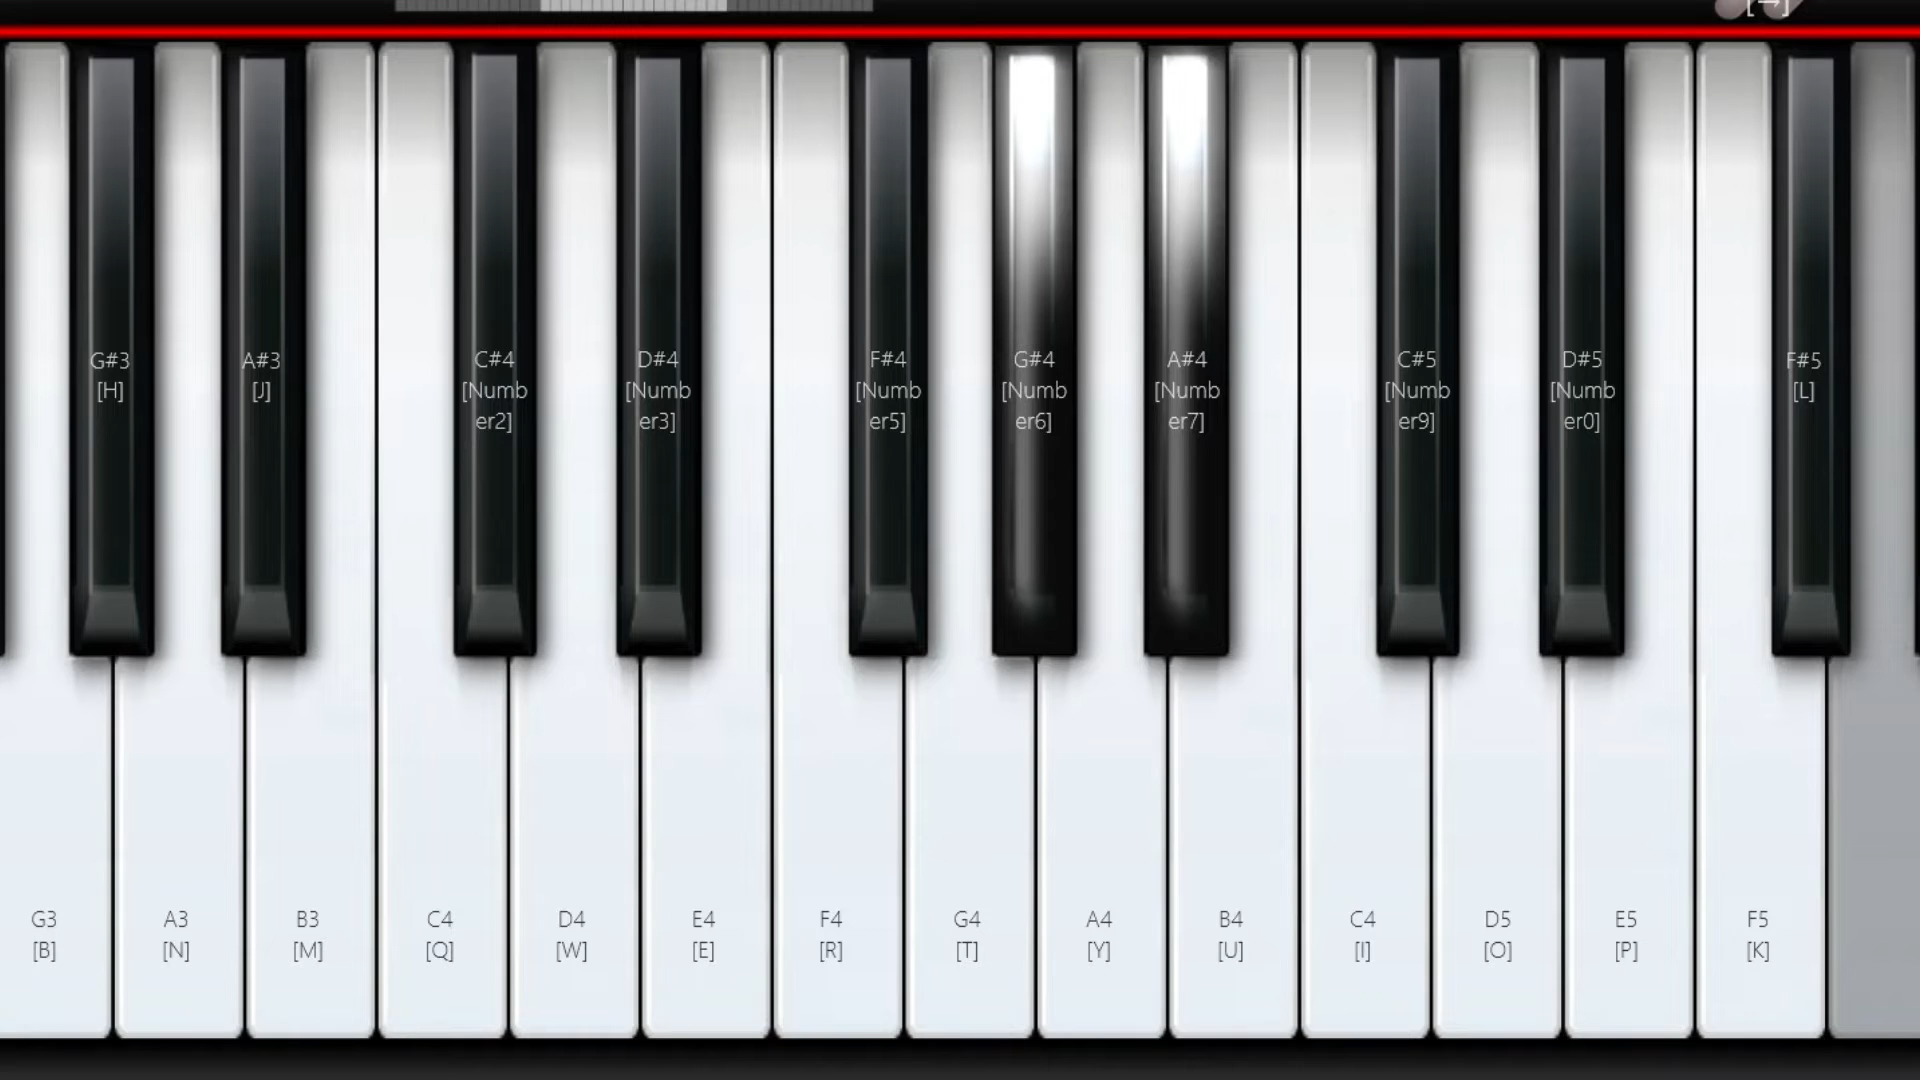 [→]
G#3
[H]
A#3
[J]
C#4
[Numb
er2]
D#4
[Numb
er3]
F#4
[Numb
er5]
G#4
[Numb
er6]
A#4
[Numb
er7]
C#5
[Numb
er9]
D#5
[Numb
er0]
F#5
[L]
G3
[B]
A3
[N]
B3
[M]
C4
[Q]
D4
[W]
E4
[E]
F4
[R]
G4
[T]
A4
[Y]
B4
[U]
C4
[I]
D5
[O]
E5
[P]
F5
[K]